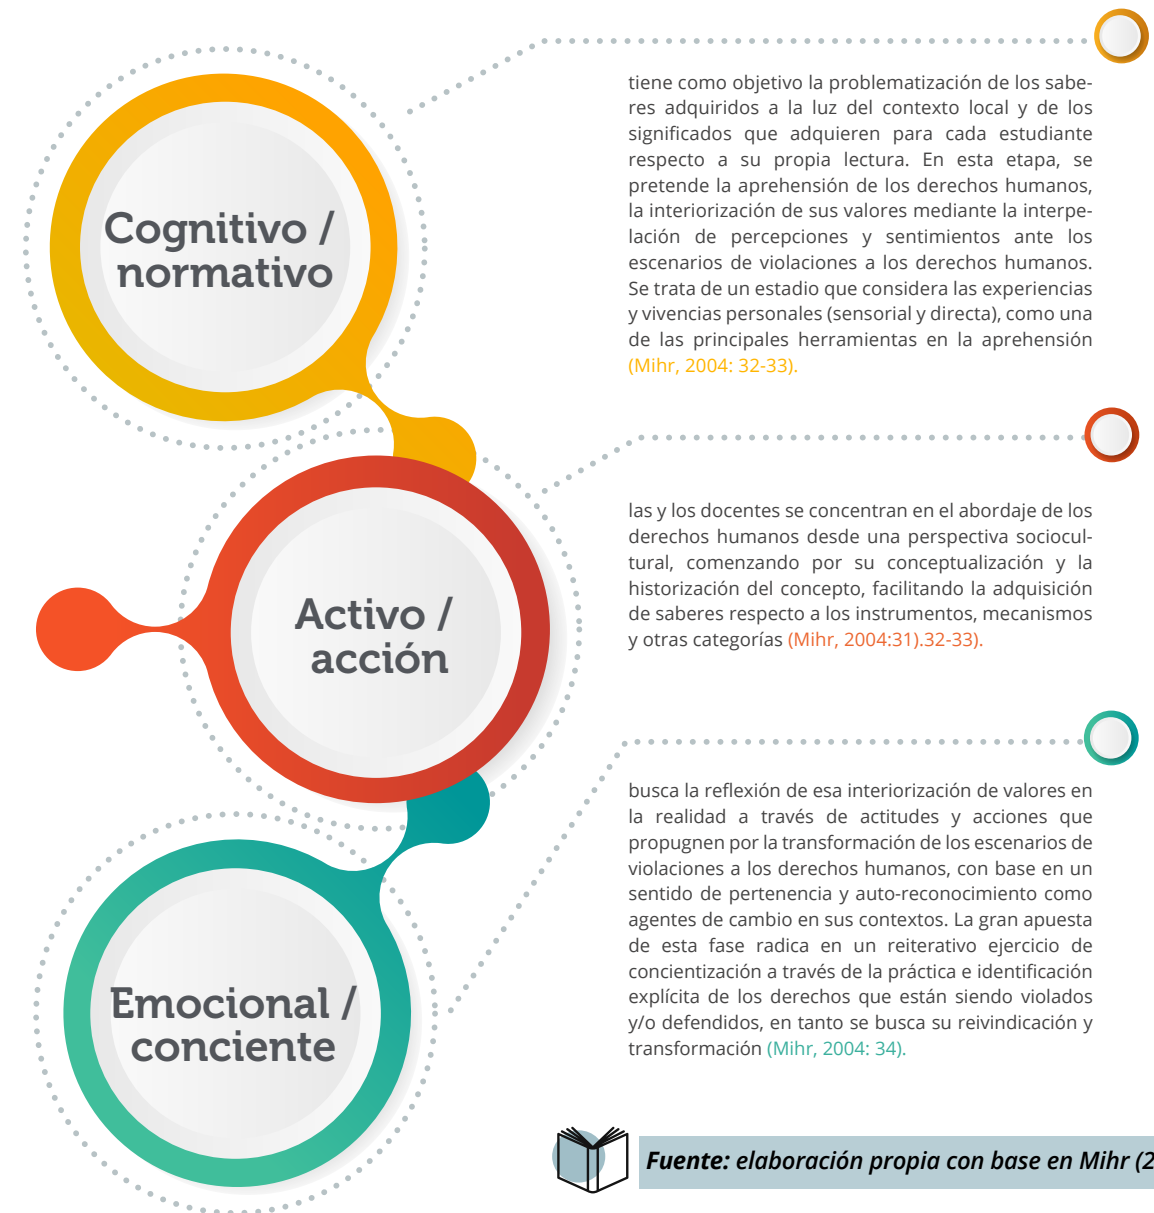 Cognitivo /
normativo
tiene como objetivo la problematización de los sabe-
res adquiridos a la luz del contexto local y de los
significados que adquieren para cada estudiante
respecto a su propia lectura. En esta etapa, se
pretende la aprehensión de los derechos humanos,
la interiorización de sus valores mediante la interpe-
lación de percepciones y sentimientos ante los
escenarios de violaciones a los derechos humanos.
Se trata de un estadio que considera las experiencias
y vivencias personales (sensorial y directa), como una
de las principales herramientas en la aprehensión
(Mihr, 2004: 32-33).
Activo /
acción
las y los docentes se concentran en el abordaje de los
derechos humanos desde una perspectiva sociocul-
tural, comenzando por su conceptualización y la
historización del concepto, facilitando la adquisición
de saberes respecto a los instrumentos, mecanismos
y otras categorías (Mihr, 2004:31).32-33).
Emocional /
conciente
busca la reflexión de esa interiorización de valores en
la realidad a través de actitudes y acciones que
propugnen por la transformación de los escenarios de
violaciones a los derechos humanos, con base en un
sentido de pertenencia y auto-reconocimiento como
agentes de cambio en sus contextos. La gran apuesta
de esta fase radica en un reiterativo ejercicio de
concientización a través de la práctica e identificación
explícita de los derechos que están siendo violados
y/o defendidos, en tanto se busca su reivindicación y
transformación (Mihr, 2004: 34).
Fuente: elaboración propia con base en Mihr (2